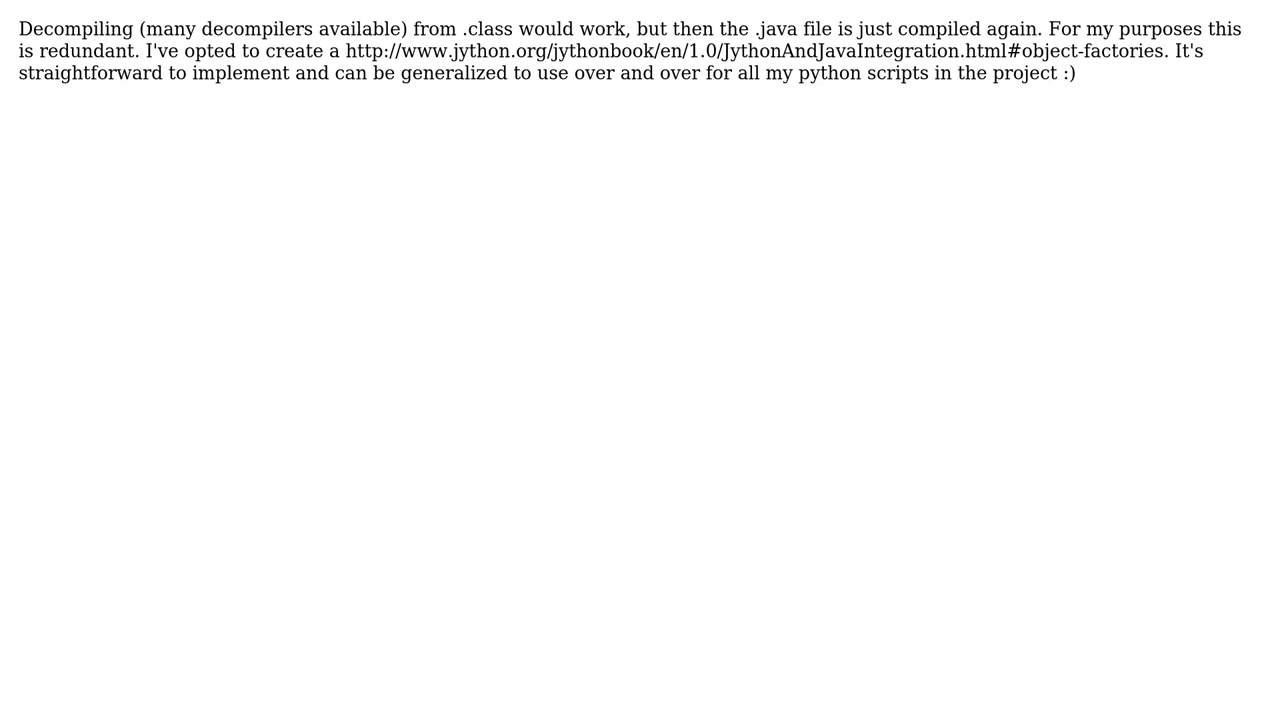 Decompiling (many decompilers available) from .class would work, but then the .java file is just compiled again. For my purposes this
is redundant. I've opted to create a http://www.jython.org/jythonbook/en/1.0/JythonAndJavaIntegration.html#object-factories. It's
straightforward to implement and can be generalized to use over and over for all my python scripts in the project :)